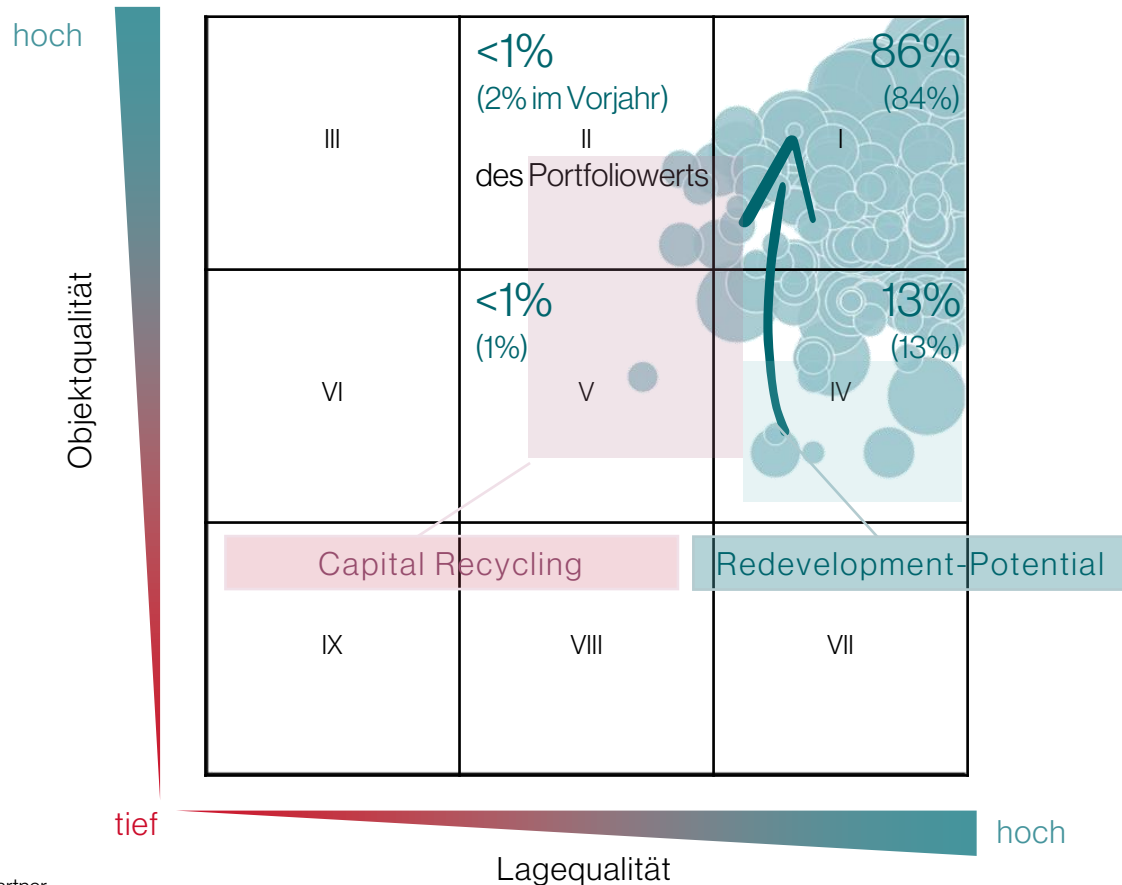 hoch
<1%
(2% im Vorjahr)
86%
(84%)
III
II
I
des Portfoliowerts
Objektqualität
<1%
(1%)
13%
(13%)
VI
V
IV
Capital Recycling
Redevelopment-Potential
IX
VIII
VII
tief
hoch
Lagequalität